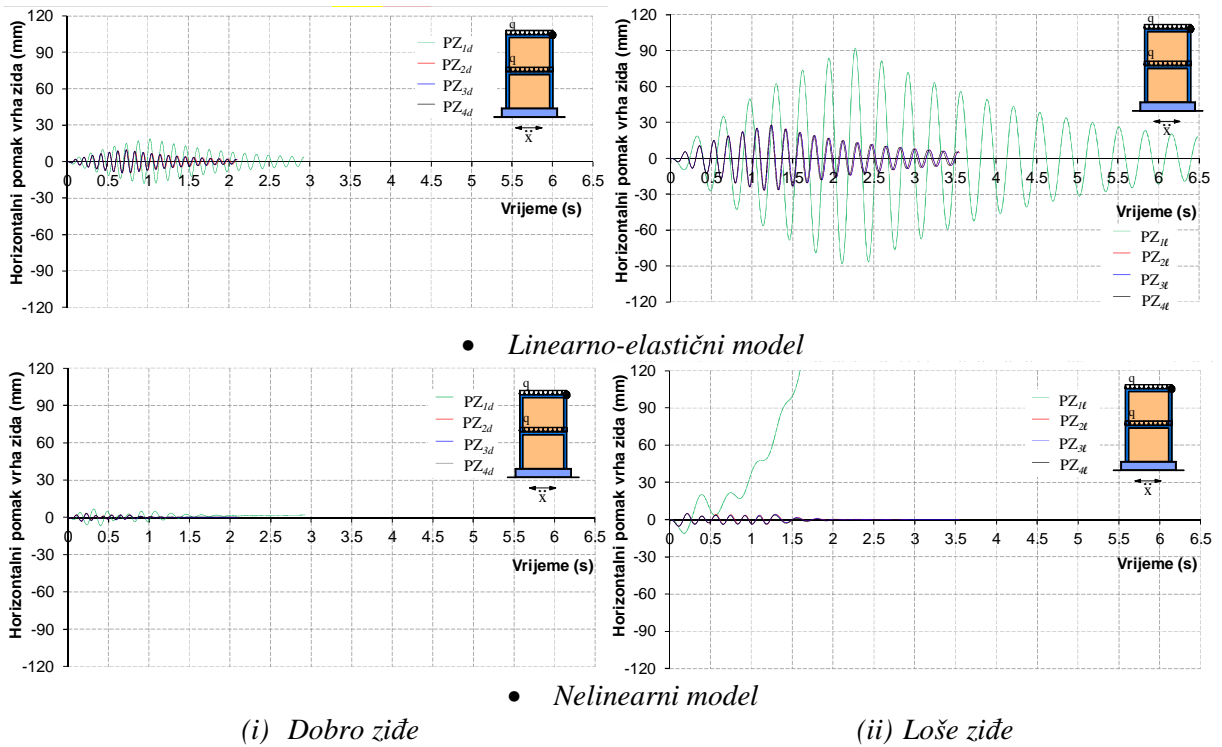 Horizontalni pomak vrha zida (mm)
120
90
60
30
0
-30
-60
-90
-120
0 0.5 1 1.5 2 2.5 3 3.5 4 4.5 5 5.5 6 6.5
Vrijeme (s)
PZ1d
PZ2d
PZ3d
PZ4d
q
q
ẍ
Horizontalni pomak vrha zida (mm)
120
90
60
30
0
-30
-60
-90
-120
0 0.5 1 1.5 2 2.5 3 3.5 4 4.5 5 5.5 6 6.5
Vrijeme (s)
PZ1ℓ
PZ2ℓ
PZ3ℓ
PZ4ℓ
q
q
ẍ
• Linearno-elastični model
Horizontalni pomak vrha zida (mm)
120
90
60
30
0
-30
-60
-90
-120
0 0.5 1 1.5 2 2.5 3 3.5 4 4.5 5 5.5 6 6.5
Vrijeme (s)
PZ1d
PZ2d
PZ3d
PZ4d
q
q
ẍ
Horizontalni pomak vrha zida (mm)
120
90
60
30
0
-30
-60
-90
-120
0 0.5 1 1.5 2 2.5 3 3.5 4 4.5 5 5.5 6 6.5
Vrijeme (s)
PZ1ℓ
PZ2ℓ
PZ3ℓ
PZ4ℓ
q
q
ẍ
• Nelinearni model
(i) Dobro ziđe
(ii) Loše ziđe